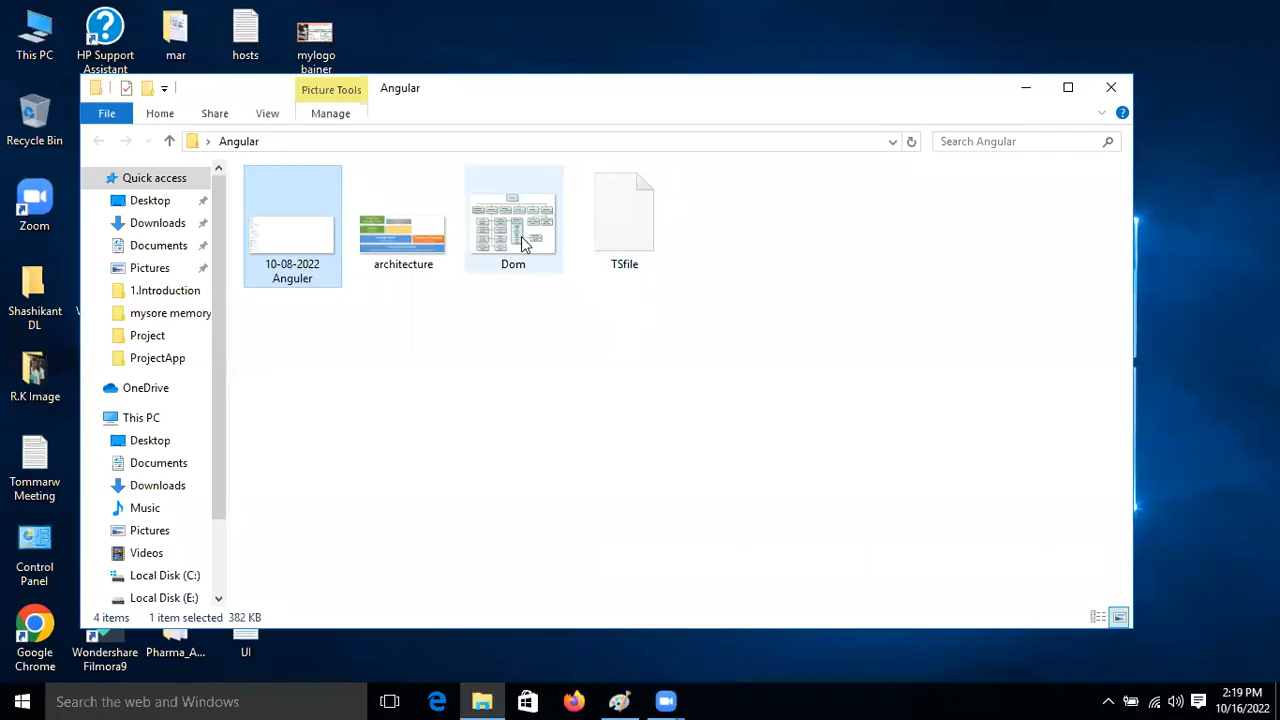 This PC
HP Support
Assistant
mar
hosts
mylogo
bainer
Recycle Bin
Zoom
Shashikant
DL
R.K Image
Tommarw
Meeting
Control
Panel
Google
Chrome
Wondershare
Filmora9
Pharma_A...
UI
Picture Tools
Angular
File
Home
Share
View
Manage
Angular
Search Angular
Quick access
Desktop
Downloads
Documents
Pictures
1.Introduction
mysore memory
Project
ProjectApp
OneDrive
This PC
Desktop
Documents
Downloads
Music
Pictures
Videos
Local Disk (C:)
Local Disk (E:)
10-08-2022
Anguler
architecture
Dom
TSfile
4 items
1 item selected 382 KB
Search the web and Windows
2:19 PM
10/16/2022